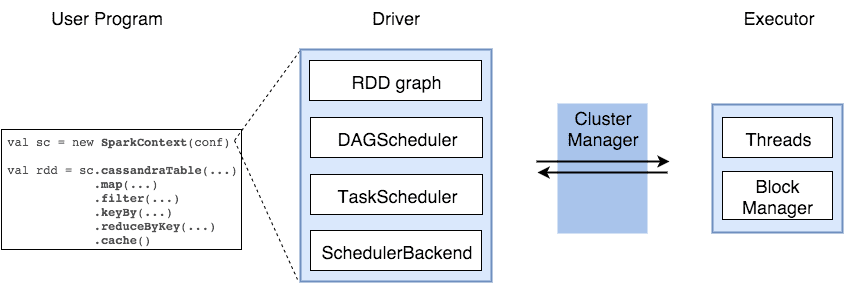 User Program
Driver
Executor
RDD graph
DAGScheduler
TaskScheduler
SchedulerBackend
Cluster
Manager
Threads
Block
Manager
val sc = new SparkContext(conf)
val rdd = sc.cassandraTable(...)
.map(...)
.filter(...)
.keyBy(...)
.reduceByKey(...)
.cache()